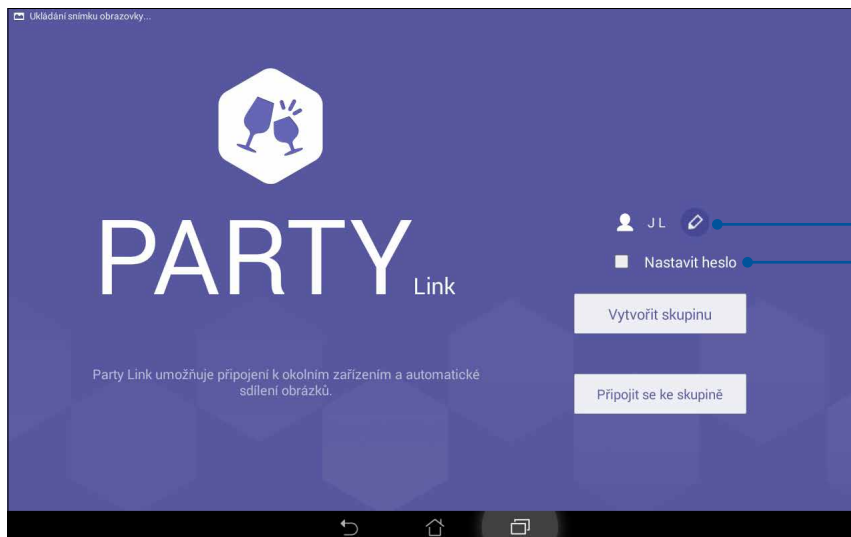 Ukládání snímku obrazovky...
PARTY Link
Party Link umožňuje připojení k okolním zařízením a automatické
sdílení obrázků.
J L
Nastavit heslo
Vytvořit skupinu
Připojit se ke skupině